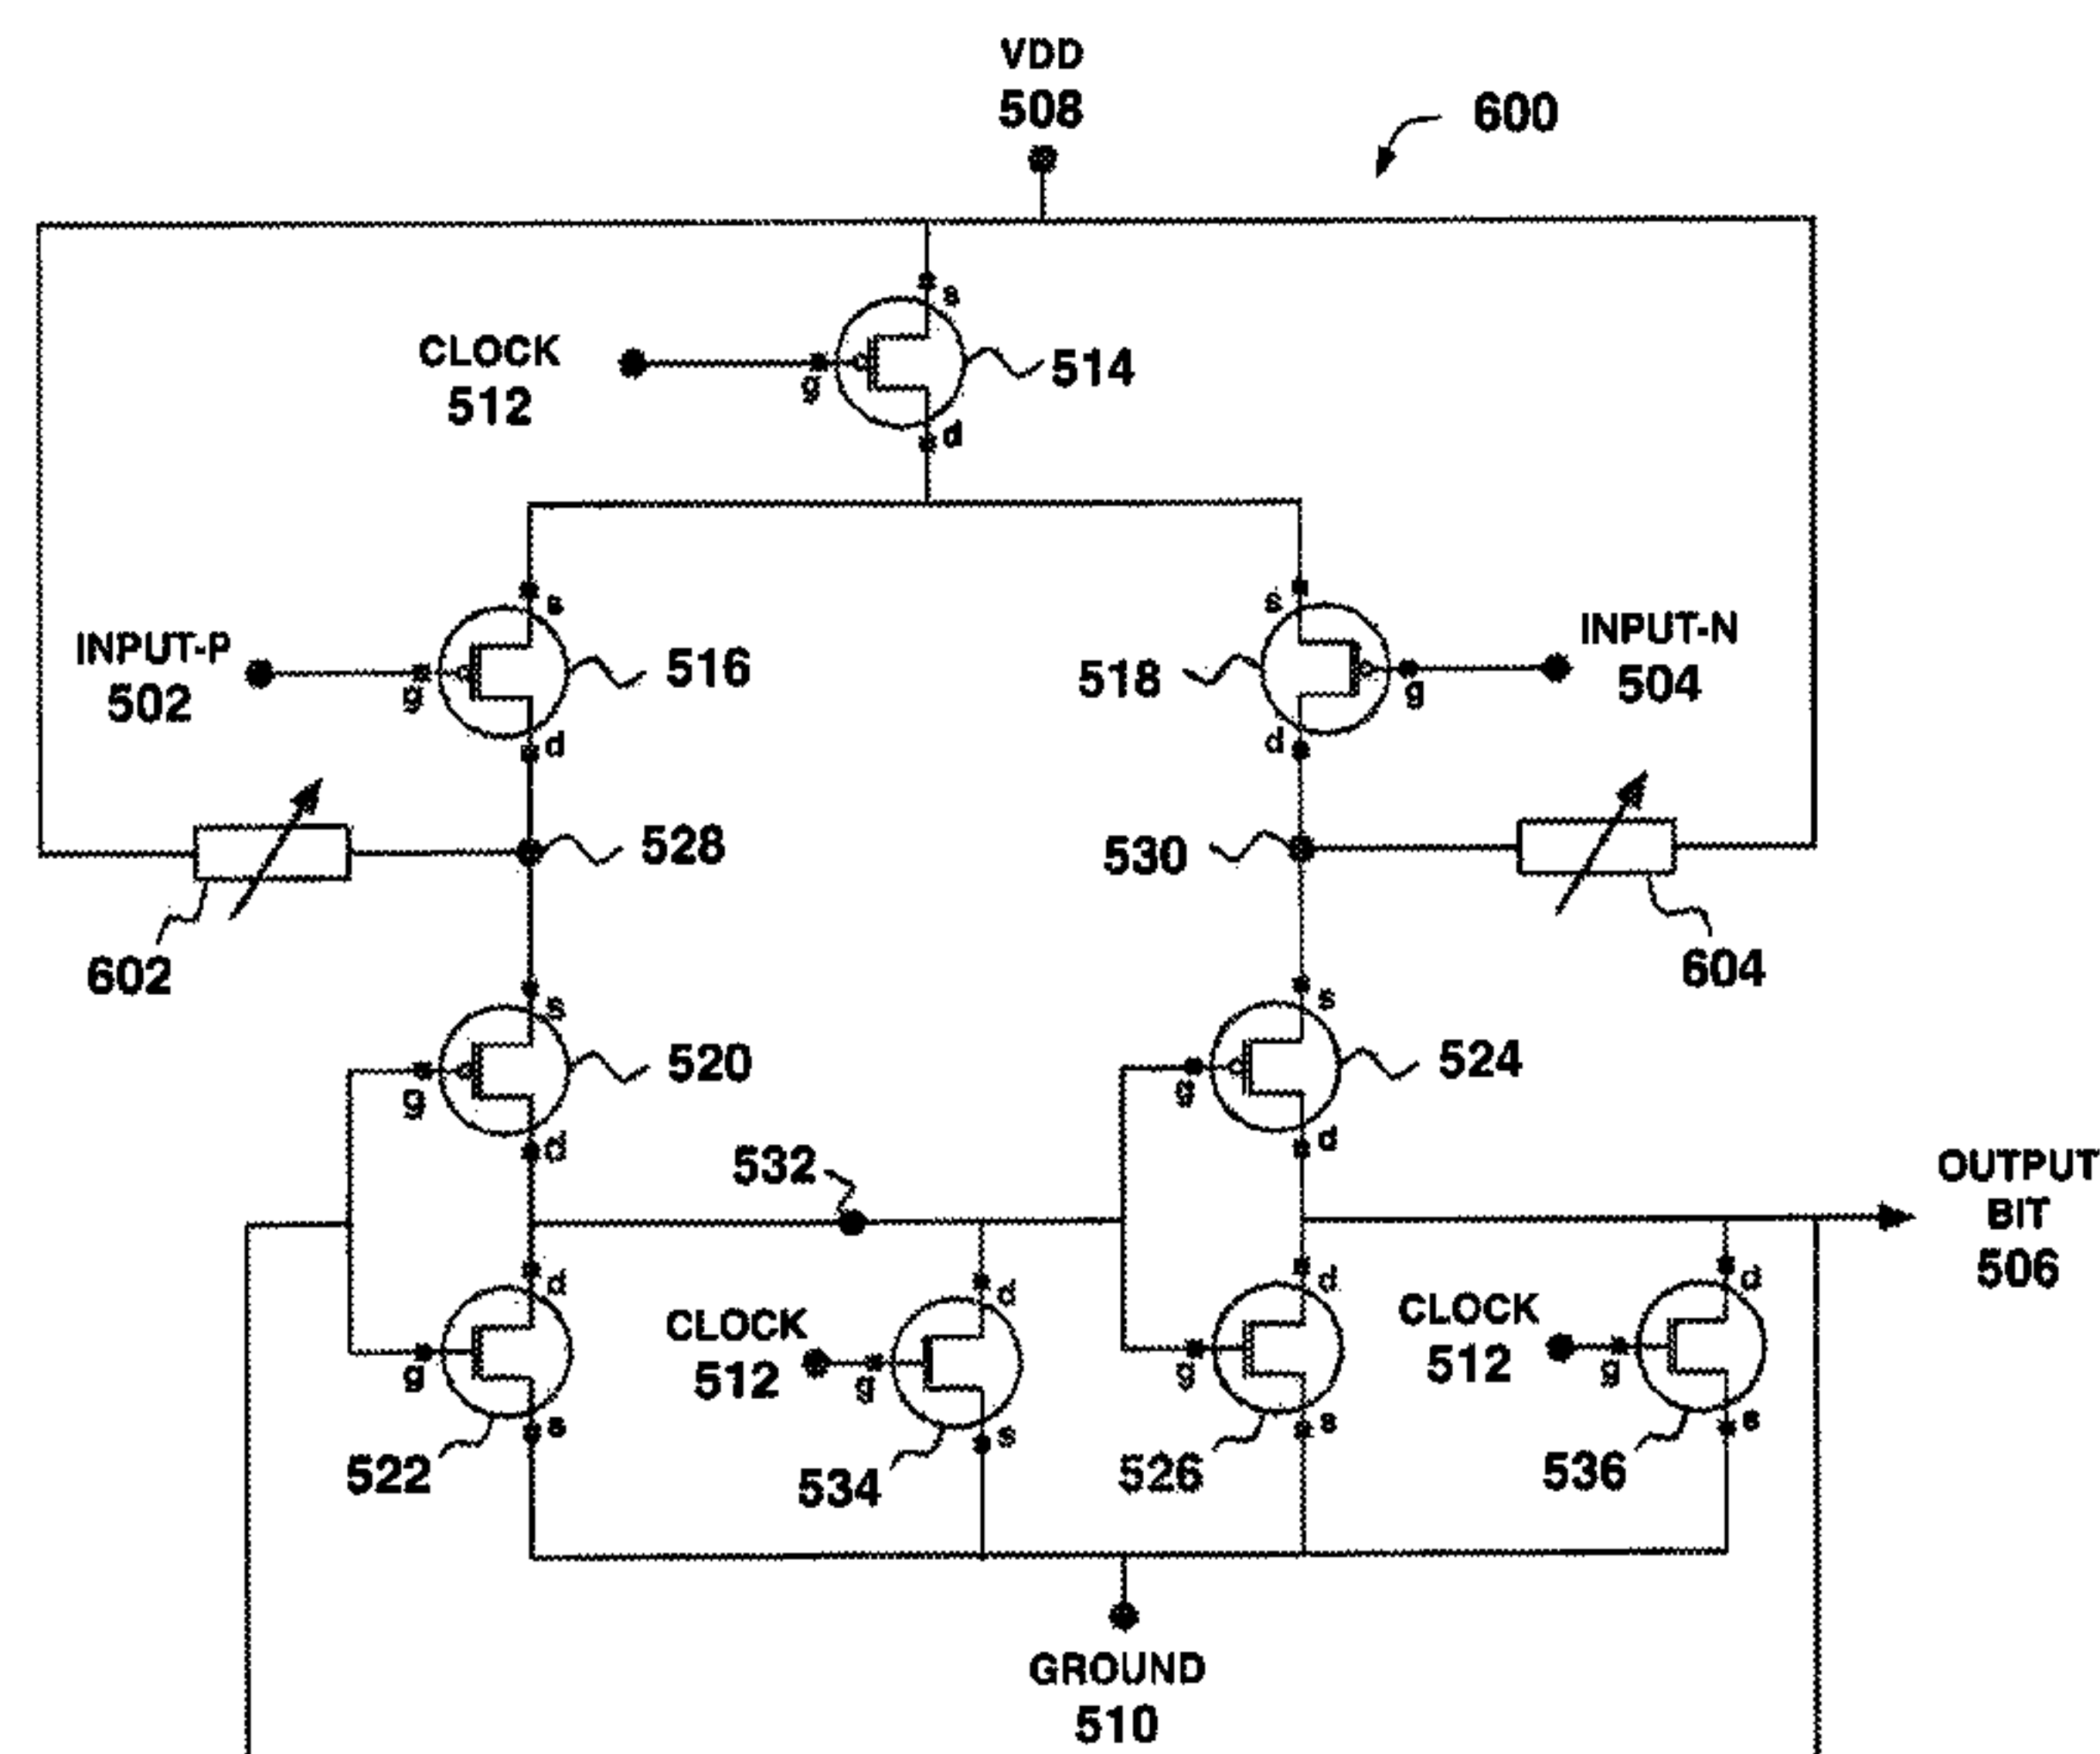 VDD
508
600
s
CLOCK
512
g
514
d
s
s
INPUT-P
502
g
516
518
g
INPUT-N
504
d
d
528
530
602
604
s
s
520
524
g
g
d
d
532
OUTPUT
BIT
506
d
d
d
d
CLOCK
512
CLOCK
512
g
g
g
g
s
s
s
s
522
534
526
536
GROUND
510